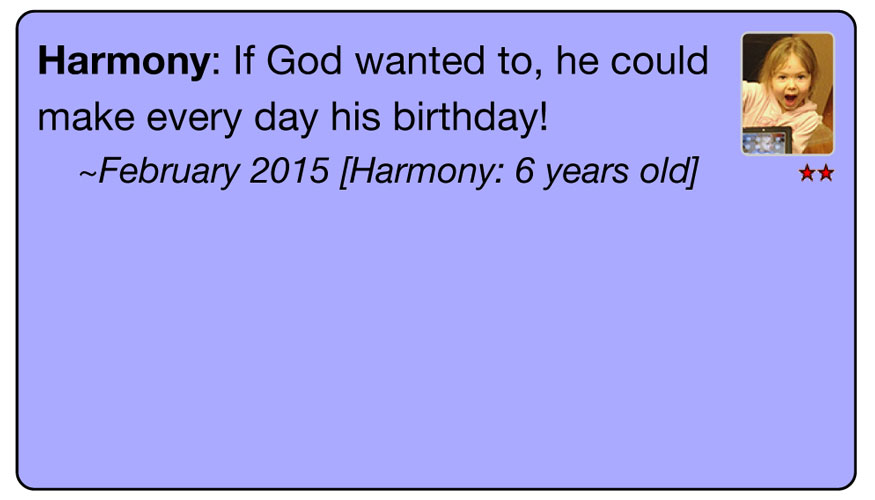 Harmony: If God wanted to, he could
make every day his birthday!
~February 2015 [Harmony: 6 years old]